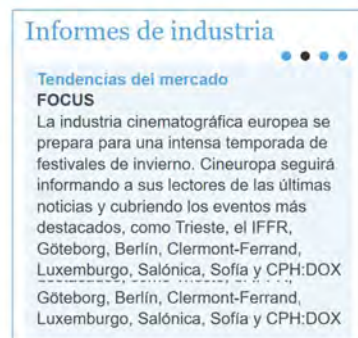 Informes de industria
Tendencias del mercado
FOCUS
La industria cinematográfica europea se
prepara para una intensa temporada de
festivales de invierno. Cineuropa seguirá
informando a sus lectores de las últimas
noticias y cubriendo los eventos más
destacados, como Trieste, el IFFR,
Göteborg, Berlín, Clermont-Ferrand,
Luxemburgo, Salónica, Sofía y CPH:DOX
Göteborg, Berlín, Clermont-Ferrand,
Luxemburgo, Salónica, Sofía y CPH:DOX